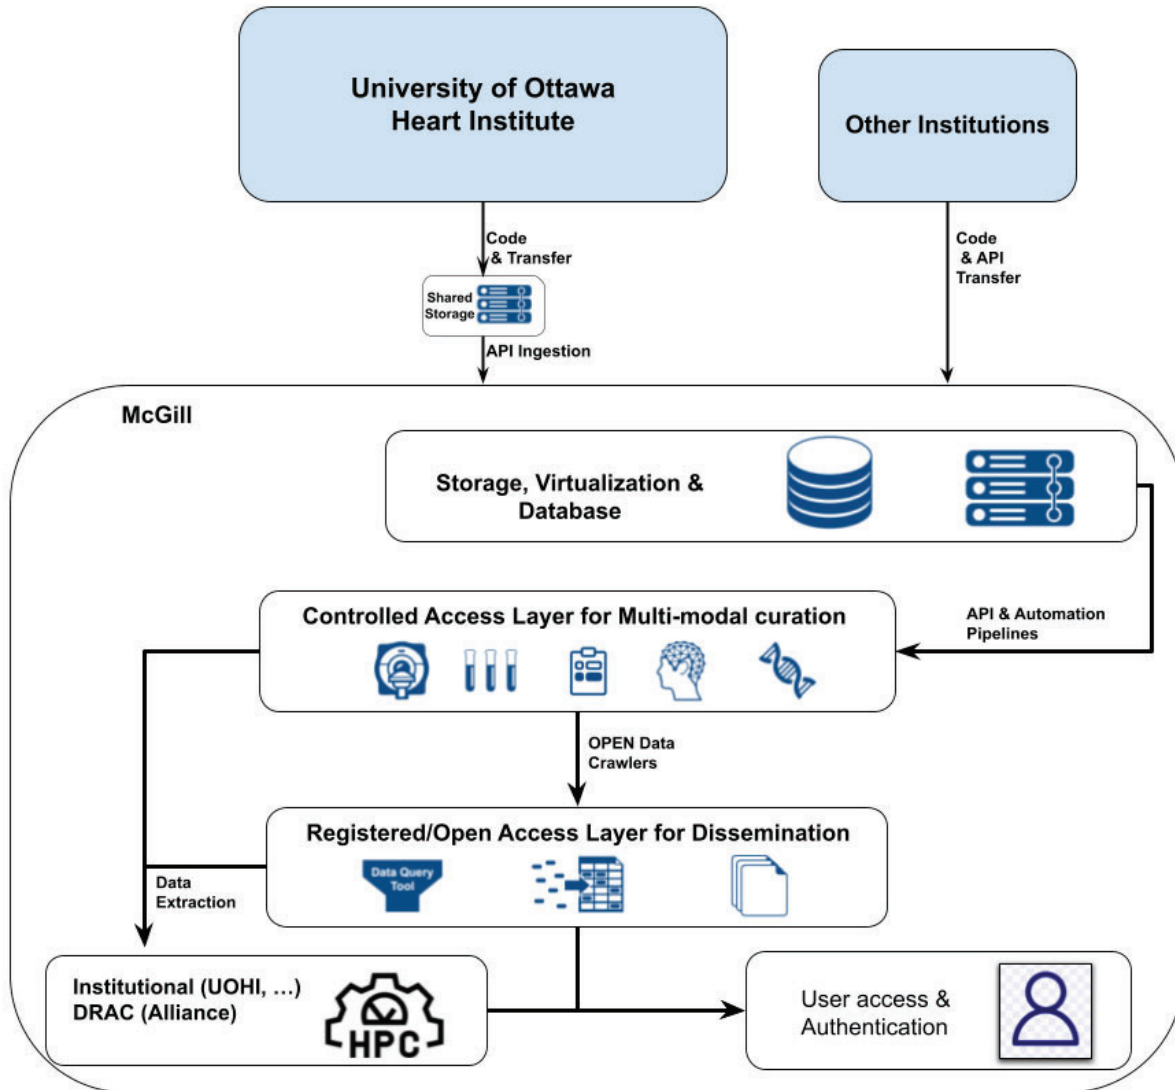 University of Ottawa
Heart Institute
Other Institutions
Code
& Transfer
Code
& API
Transfer
Shared
Storage
API Ingestion
McGill
Storage, Virtualization &
Database
API & Automation
Pipelines
Controlled Access Layer for Multi-modal curation
OPEN Data
Crawlers
Registered/Open Access Layer for Dissemination
Data Query
Tool
Data
Extraction
Institutional (UOHI, …)
DRAC (Alliance)
HPC
User access &
Authentication